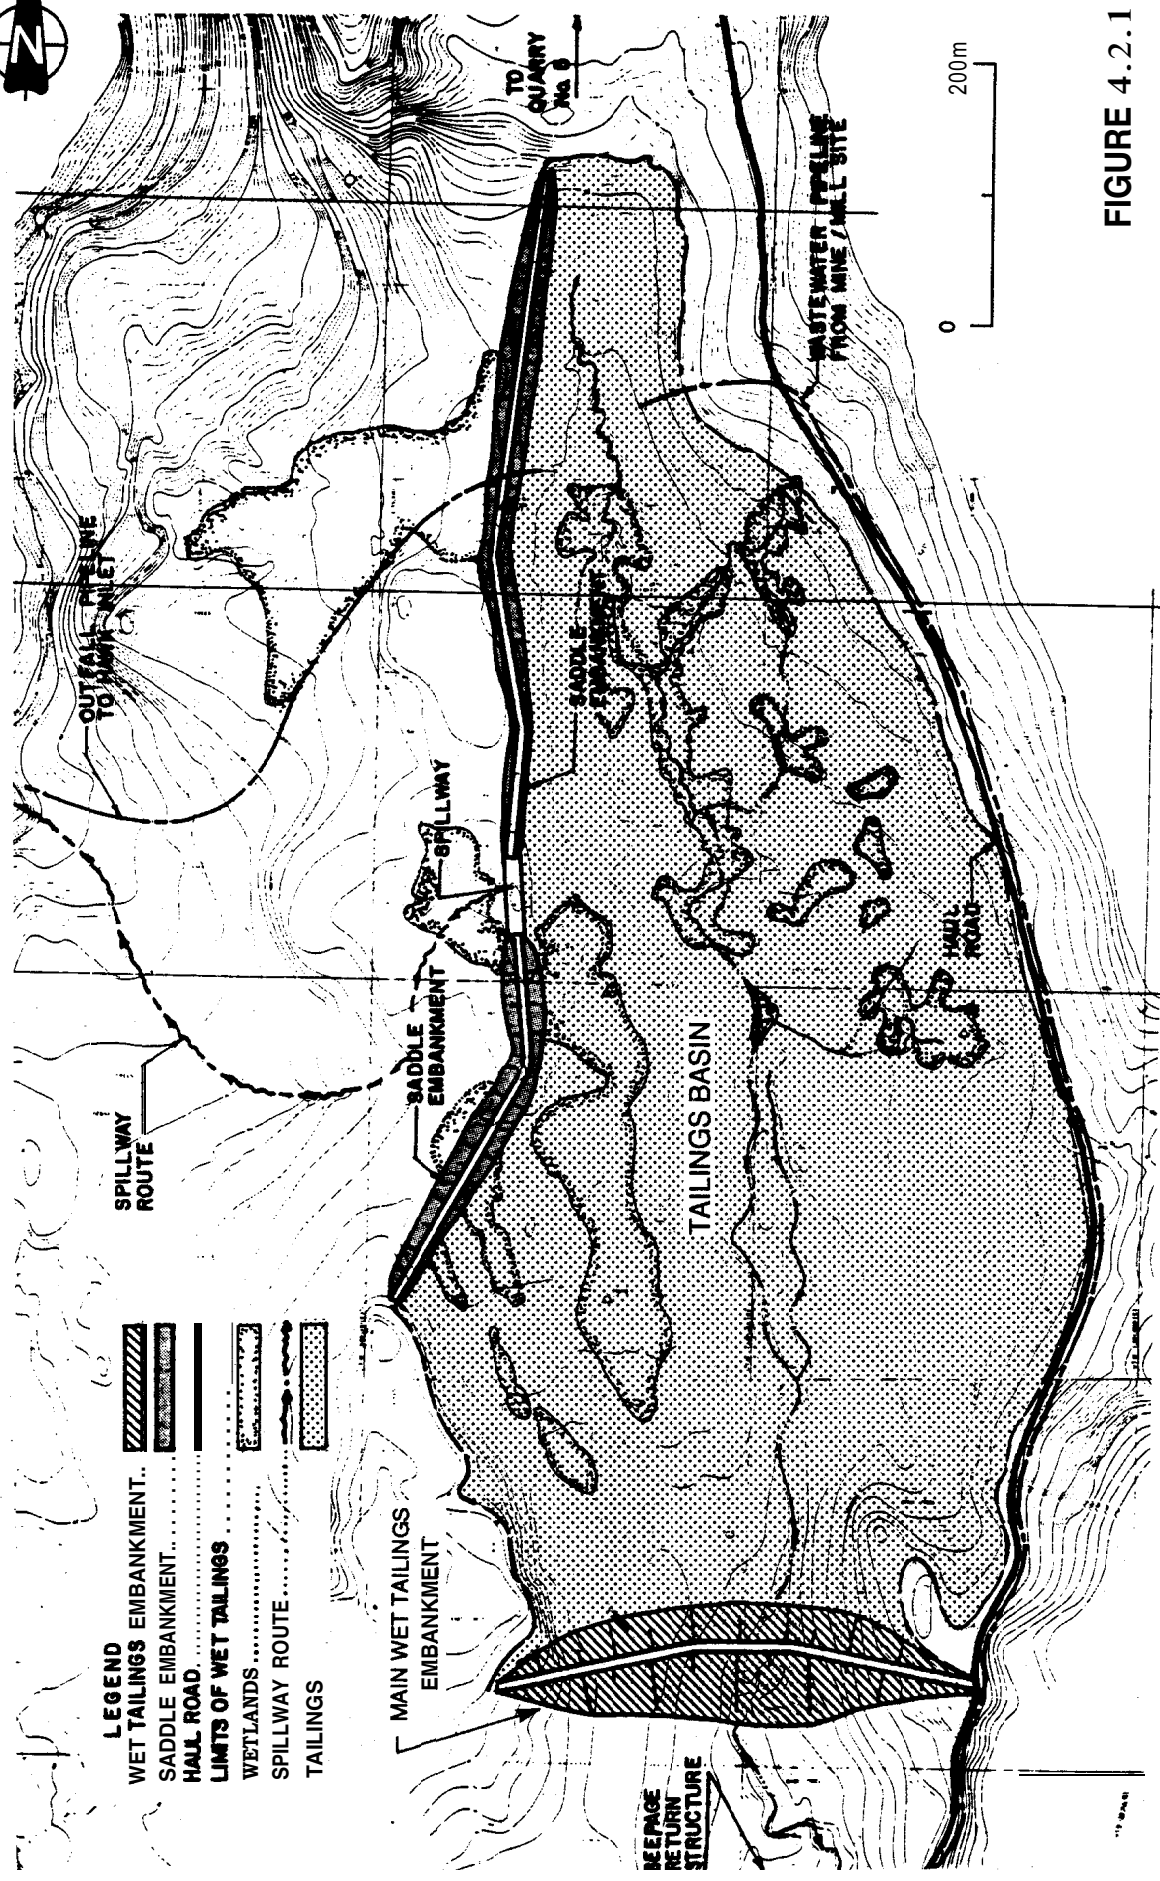 N
TO
QUARRY
No. 6
WASTEWATER PIPELINE
FROM MINE / MILL SITE
0
200m
OUTFALL PIPELINE
TO HAWK INLET
SPILLWAY
SADDLE
EMBANKMENT
SADDLE
EMBANKMENT
SPILLWAY
ROUTE
TAILINGS BASIN
HAUL
ROAD
LEGEND
WET TAILINGS EMBANKMENT..
SADDLE EMBANKMENT..
HAUL ROAD
LIMITS OF WET TAILINGS
WETLANDS
SPILLWAY ROUTE
TAILINGS
MAIN WET TAILINGS
EMBANKMENT
SEEPAGE
RETURN
STRUCTURE
FIGURE 4.2.1